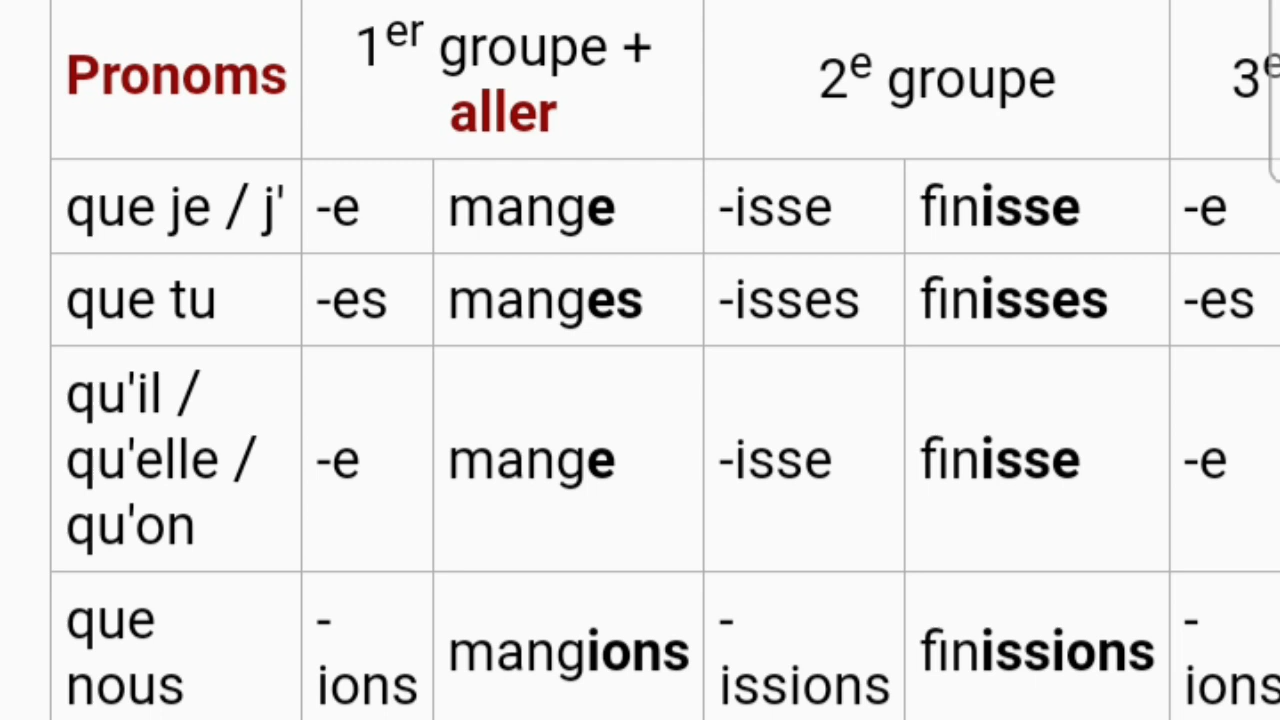 Pronoms 1er groupe + aller 2e groupe 3e
que je / j' -e mange -isse finisse -e
que tu -es manges -isses finisses -es
qu'il / qu'elle / qu'on -e mange -isse finisse -e
que nous -ions mangions -issions finissions -ions